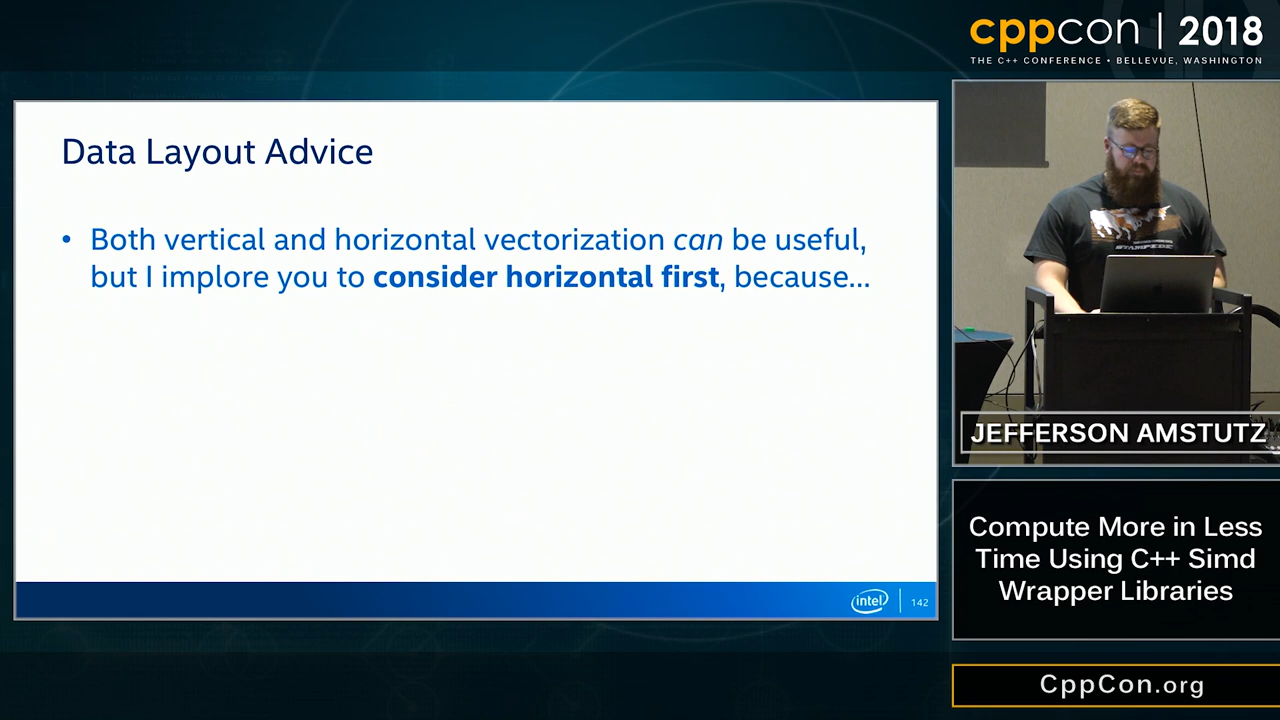 cppcon | 2018
THE C++ CONFERENCE • BELLEVUE, WASHINGTON
Data Layout Advice
• Both vertical and horizontal vectorization can be useful,
but I implore you to consider horizontal first, because...
intel
142
STAMPEDE
JEFFERSON AMSTUTZ
Compute More in Less
Time Using C++ Simd
Wrapper Libraries
CppCon.org